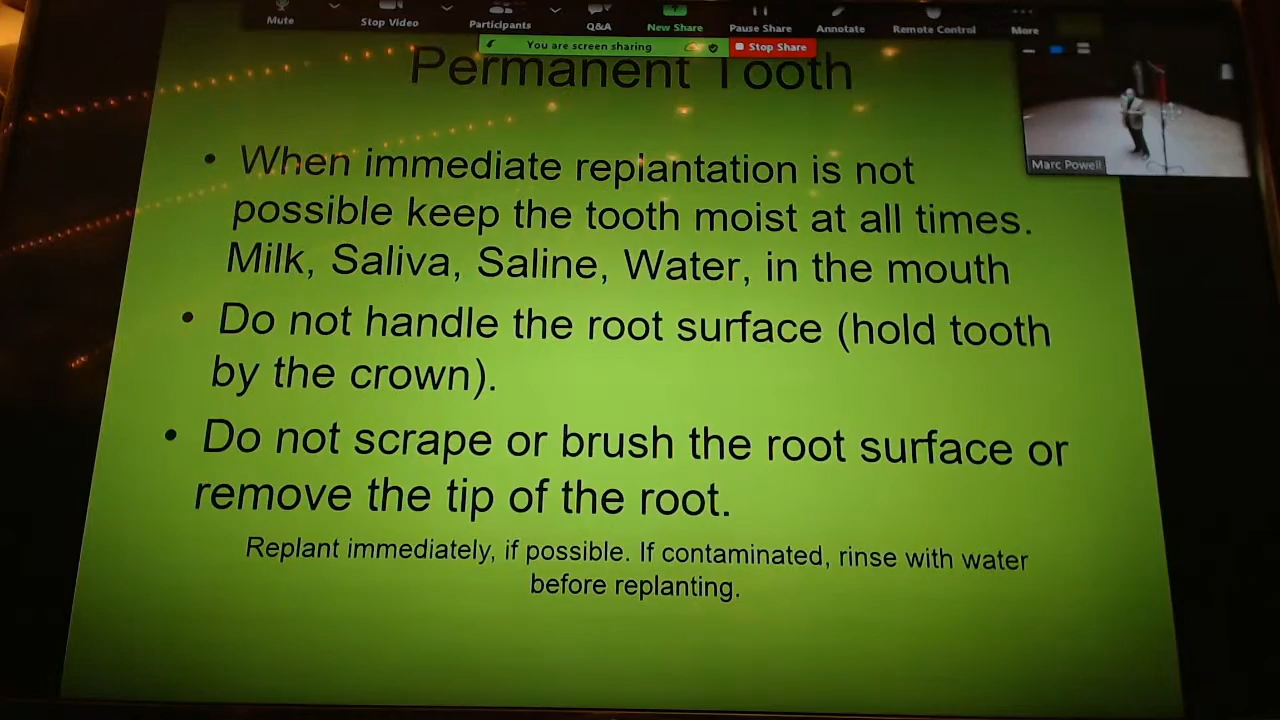 Mute
Stop Video
Participants
Q&A
New Share
Pause Share
Annotate
Remote Control
More
You are screen sharing
Stop Share
Permanent Tooth
Marc Powell
• When immediate replantation is not
possible keep the tooth moist at all times.
Milk, Saliva, Saline, Water, in the mouth
• Do not handle the root surface (hold tooth
by the crown).
• Do not scrape or brush the root surface or
remove the tip of the root.
Replant immediately, if possible. If contaminated, rinse with water
before replanting.